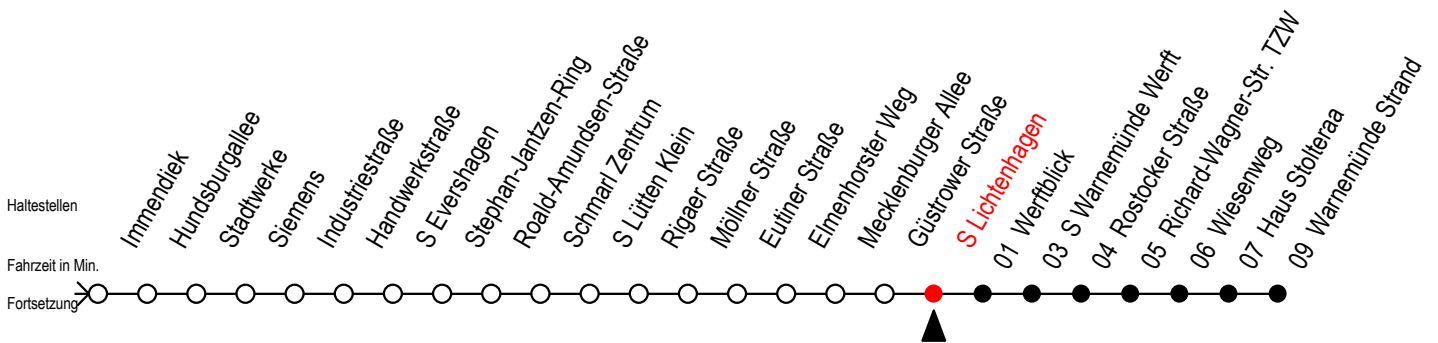 Haltestellen
Fahrzeit in Min.
Fortsetzung
Immendiek
Hundsburgallee
Stadtwerke
Siemens
Industriestraße
Handwerkstraße
S Evershagen
Stephan-Jantzen-Ring
Roald-Amundsen-Straße
Schmarl Zentrum
S Lütten Klein
Rigaer Straße
Möllner Straße
Eutiner Straße
Elmenhorster Weg
Mecklenburger Allee
Güstrower Straße
S Lichtenhagen
01 Werftblick
03 S Warnemünde Werft
04 Rostocker Straße
05 Richard-Wagner-Str. TZW
06 Wiesenweg
07 Haus Stolteraa
09 Warnemünde Strand